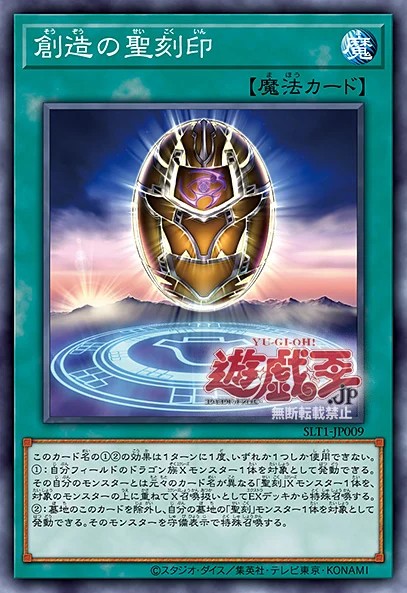 創造の聖刻印
魔
【魔法カード】
YU-GI-OH!
遊戯王.jp
無断転載禁止
SLT1-JP009
このカード名の①②の効果は1ターンに1度、いずれか1つしか使用できない。
①:自分フィールドのドラゴン族Xモンスター1体を対象として発動できる。
その自分のモンスターとは元々のカード名が異なる「聖刻」Xモンスター1体を、
対象のモンスターの上に重ねてX召喚扱いとしてEXデッキから特殊召喚する。
②:墓地のこのカードを除外し、自分の墓地の「聖刻」モンスター1体を対象として
発動できる。そのモンスターを守備表示で特殊召喚する。
©スタジオ・ダイス/集英社・テレビ東京・KONAMI